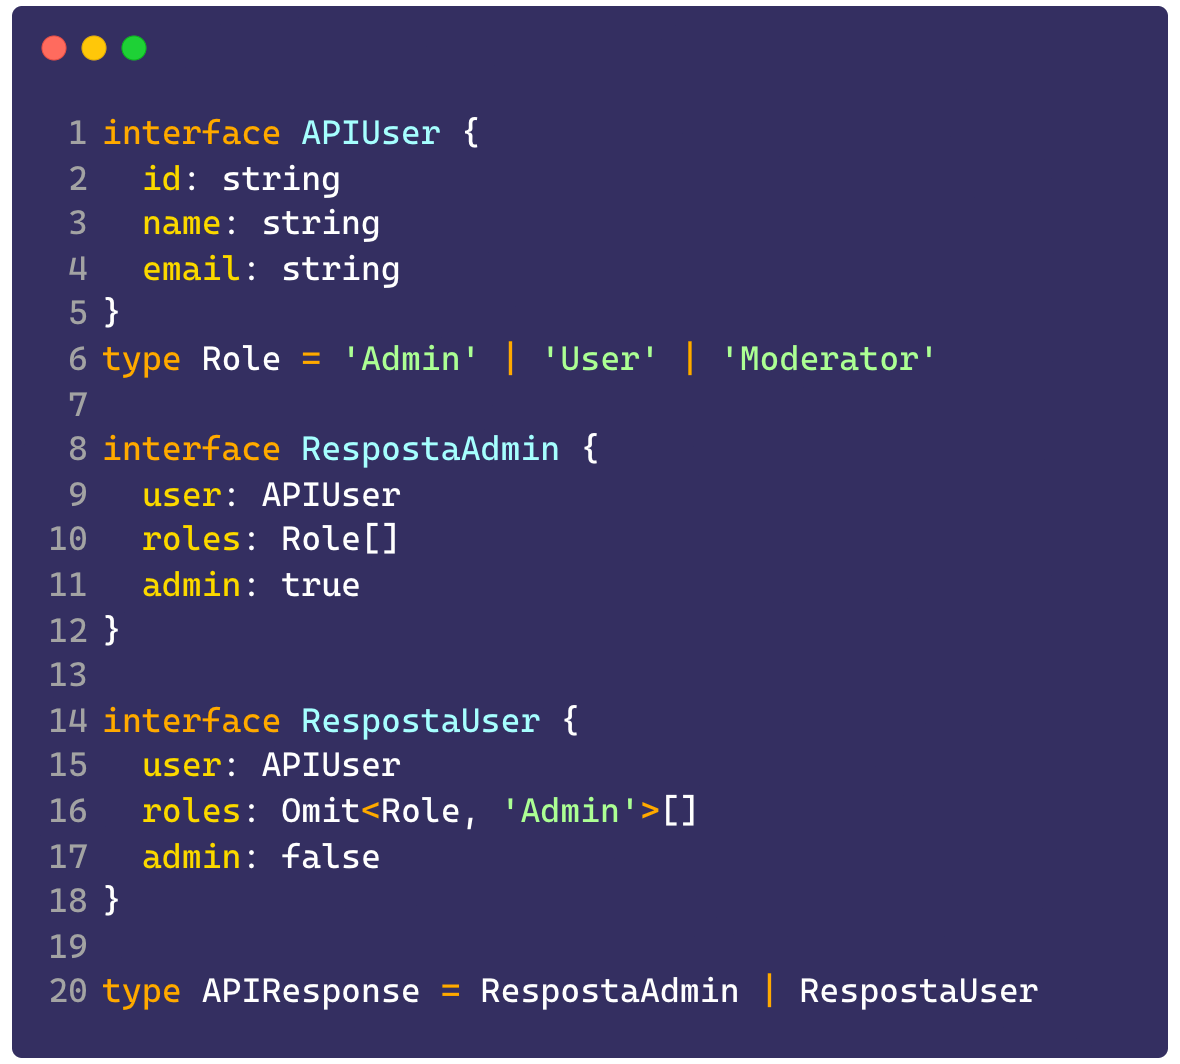 1 interface APIUser {
2   id: string
3   name: string
4   email: string
5 }
6 type Role = 'Admin' | 'User' | 'Moderator'
7
8 interface RespostaAdmin {
9   user: APIUser
10   roles: Role[]
11   admin: true
12 }
13
14 interface RespostaUser {
15   user: APIUser
16   roles: Omit<Role, 'Admin'>[]
17   admin: false
18 }
19
20 type APIResponse = RespostaAdmin | RespostaUser